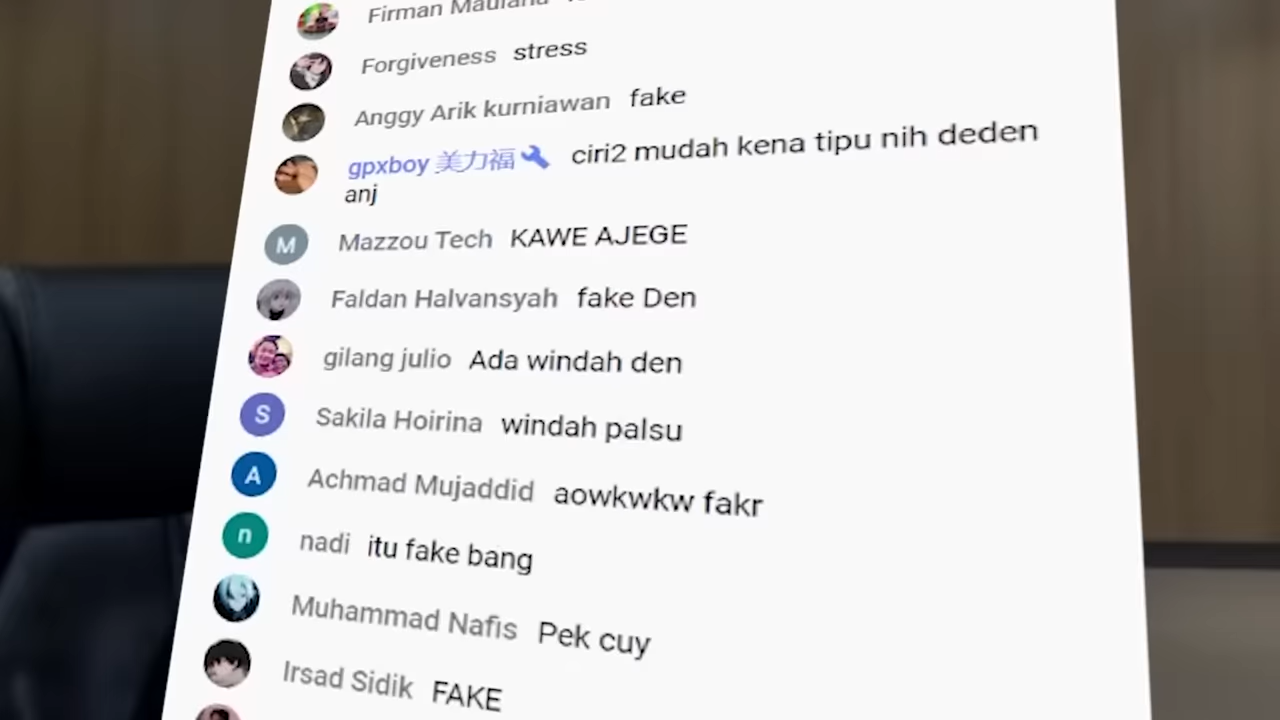 Firman Maulana
Forgiveness stress
Anggy Arik kurniawan fake
gpxboy 美力福 ciri2 mudah kena tipu nih deden
anj
Mazzou Tech KAWE AJEGE
Faldan Halvansyah fake Den
gilang julio Ada windah den
S Sakila Hoirina windah palsu
A Achmad Mujaddid aowkwkw fakr
n nadi itu fake bang
Muhammad Nafis Pek cuy
Irsad Sidik FAKE